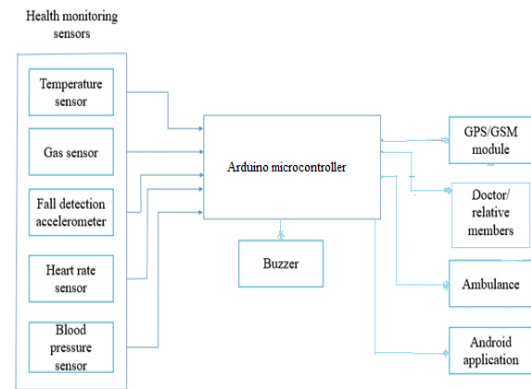 Health monitoring
sensors
Temperature
sensor
Gas sensor
Fall detection
accelerometer
Heart rate
sensor
Blood
pressure
sensor
Arduino microcontroller
Buzzer
GPS/GSM
module
Doctor/
relative
members
Ambulance
Android
application